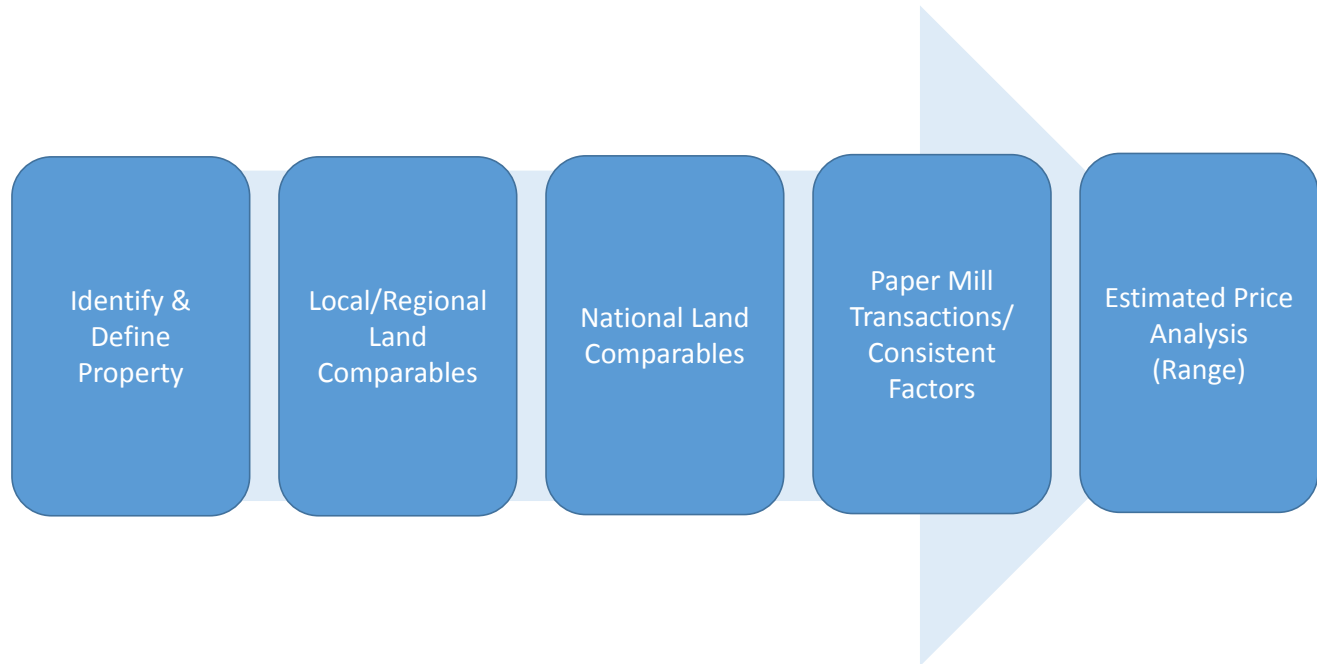 Identify &
Define
Property
Local/Regional
Land
Comparables
National Land
Comparables
Paper Mill
Transactions/
Consistent
Factors
Estimated Price
Analysis
(Range)